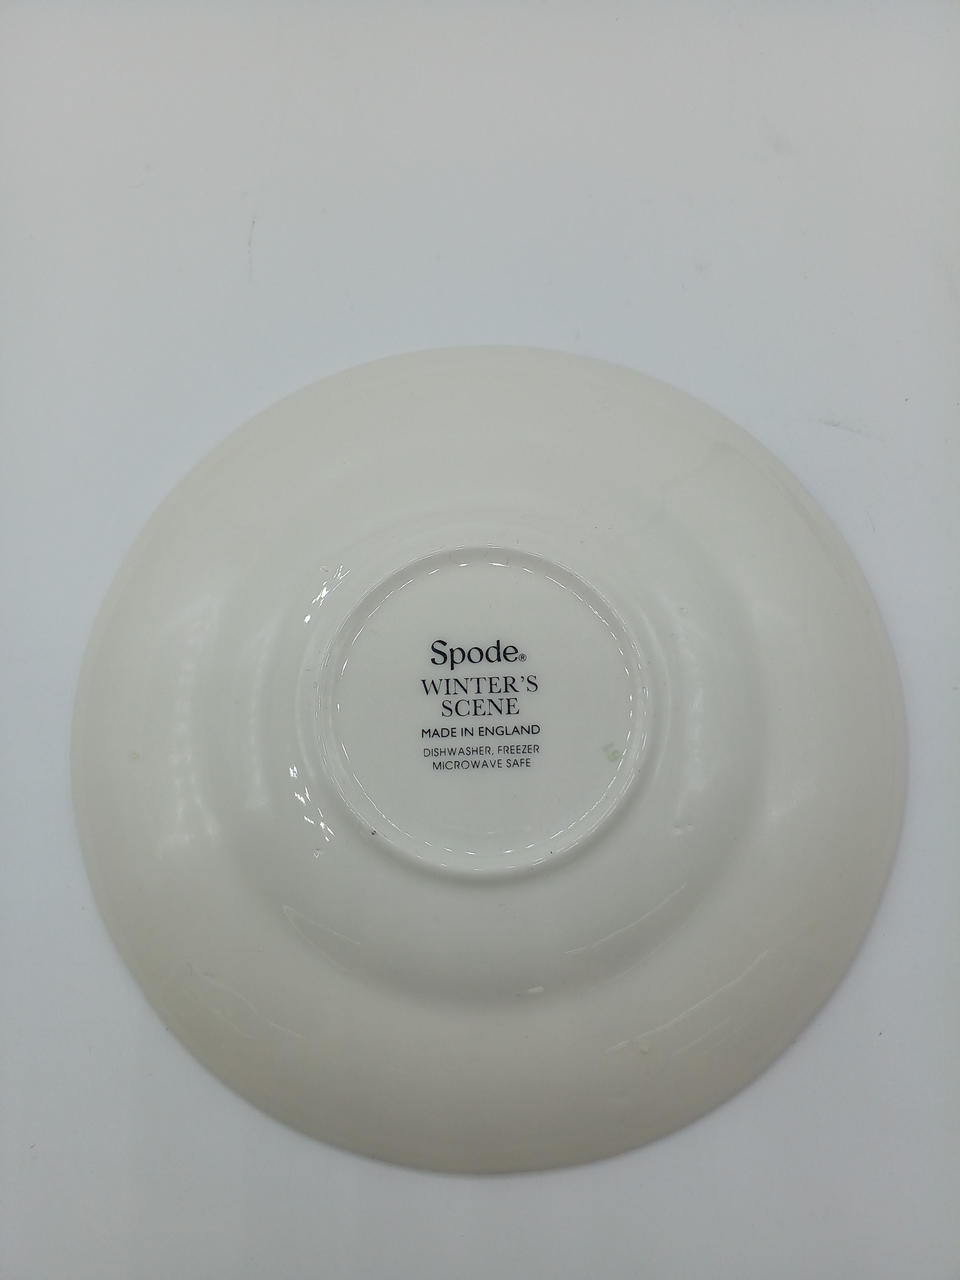 Spode®
WINTER'S
SCENE
MADE IN ENGLAND
DISHWASHER, FREEZER
MICROWAVE SAFE